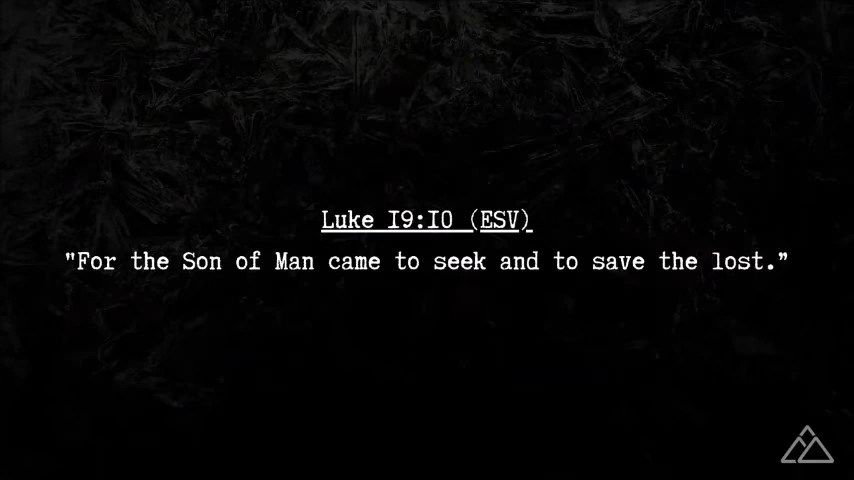 Luke 19:10 (ESV)
"For the Son of Man came to seek and to save the lost."